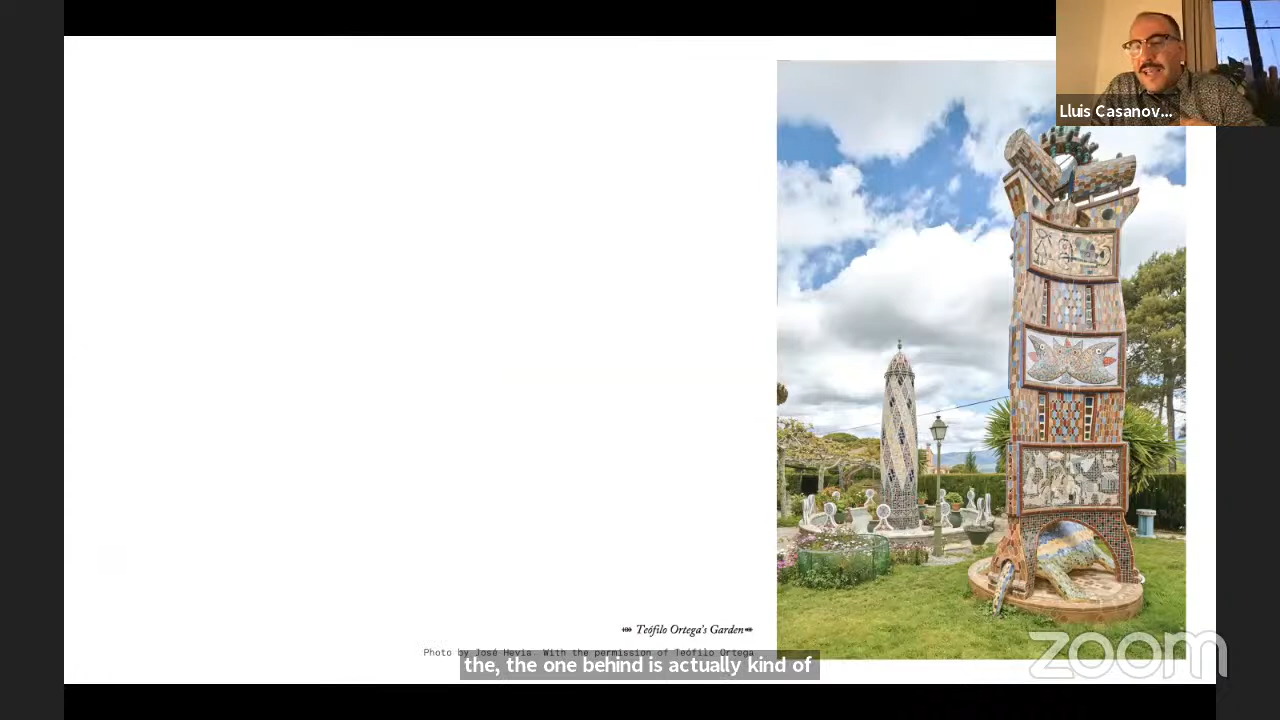 Lluis Casanov...
Teófilo Ortega's Garden
Photo by José Hevia. With the permission of Teófilo Ortega
the, the one behind is actually kind of
zoom